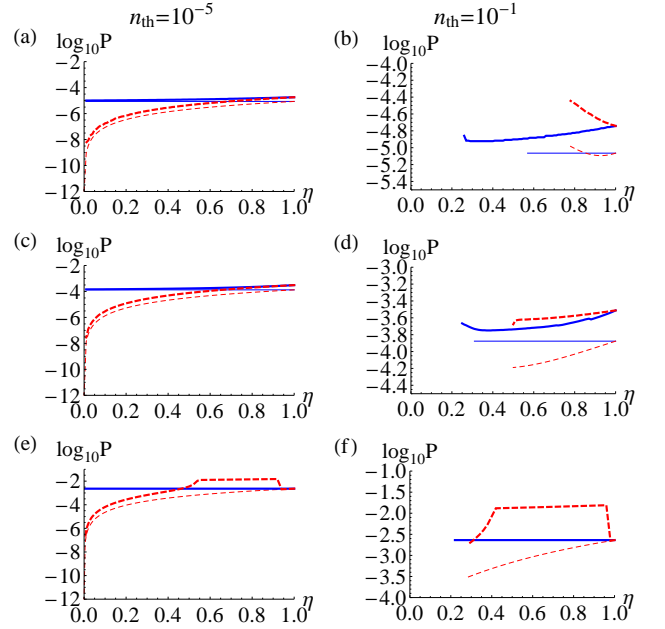 n_th=10^−5
n_th=10^−1
(a)
log10P
−2
−4
−6
−8
−10
−12
0.0 0.2 0.4 0.6 0.8 1.0
η
(b)
log10P
−4.0
−4.2
−4.4
−4.6
−4.8
−5.0
−5.2
−5.4
0.0 0.2 0.4 0.6 0.8 1.0
η
(c)
log10P
−2
−4
−6
−8
−10
−12
0.0 0.2 0.4 0.6 0.8 1.0
η
(d)
log10P
−3.0
−3.2
−3.4
−3.6
−3.8
−4.0
−4.2
−4.4
0.0 0.2 0.4 0.6 0.8 1.0
η
(e)
log10P
−2
−4
−6
−8
−10
−12
0.0 0.2 0.4 0.6 0.8 1.0
η
(f)
log10P
−1.0
−1.5
−2.0
−2.5
−3.0
−3.5
−4.0
0.0 0.2 0.4 0.6 0.8 1.0
η